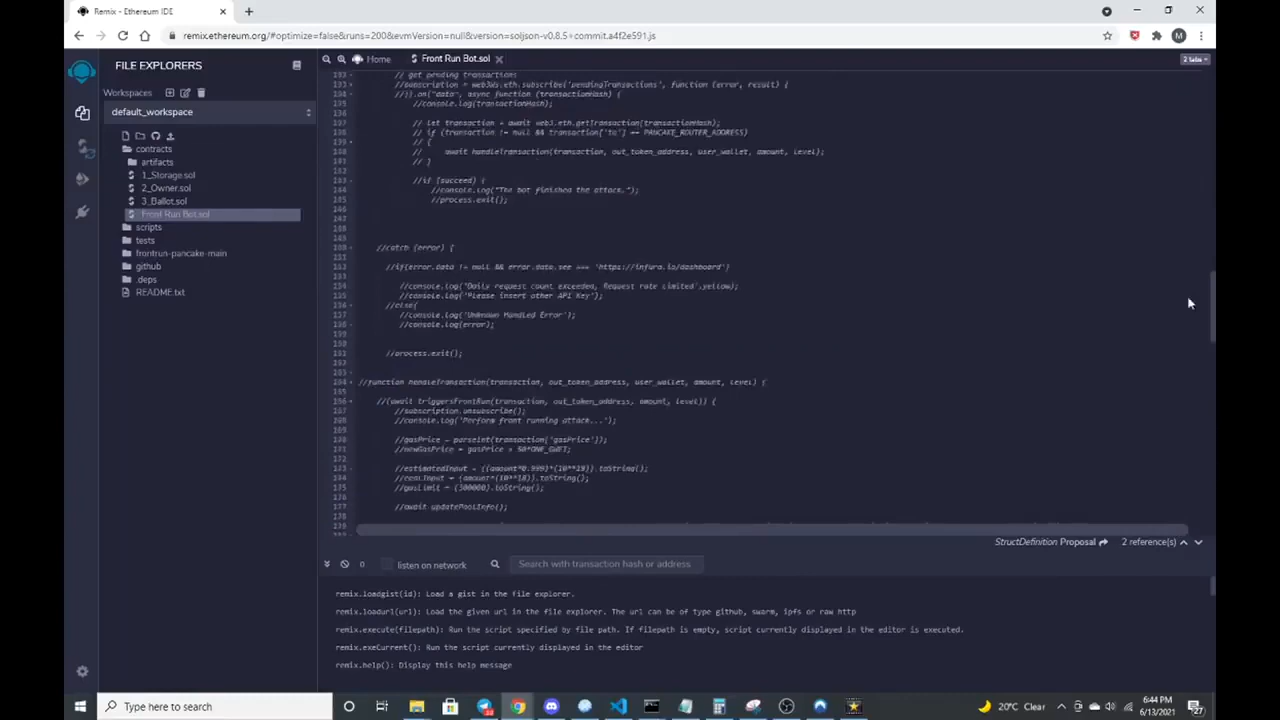 Remix - Ethereum IDE
remix.ethereum.org/#optimize=false&runs=200&evmVersion=null&version=soljson-v0.8.5+commit.a4f2e591.js
FILE EXPLORERS
Home
Front Run Bot.sol
2 tabs
Workspaces
default_workspace
contracts
artifacts
1_Storage.sol
2_Owner.sol
3_Ballot.sol
Front Run Bot.sol
scripts
tests
frontrun-pancake-main
github
.deps
README.txt
// get pending transactions
//subscription = web3Ws.eth.subscribe('pendingTransactions', function (error, result) {
//}).on("data", async function (transactionHash) {
//console.log(transactionHash);
// let transaction = await web3.eth.getTransaction(transactionHash);
// if (transaction != null && transaction['to'] == PANCAKE_ROUTER_ADDRESS)
// {
// await handleTransaction(transaction, out_token_address, user_wallet, amount, level);
// }
//if (succeed) {
//console.log("The bot finished the attack.");
//process.exit();
//catch (error) {
//if(error.data != null && error.data.see === 'https://infura.io/dashboard')
//console.log('Daily request count exceeded, Request rate limited'.yellow);
//console.log('Please insert other API Key');
//else{
//console.log('Unknown Handled Error');
//console.log(error);
//process.exit();
//function handleTransaction(transaction, out_token_address, user_wallet, amount, level) {
//(await triggersFrontRun(transaction, out_token_address, amount, level)) {
//subscription.unsubscribe();
//console.log('Perform front running attack...');
//gasPrice = parseInt(transaction['gasPrice']);
//newGasPrice = gasPrice + 50*ONE_GWEI;
//estimatedInput = ((amount*0.999)*(10**18)).toString();
//realInput = (amount*(10**18)).toString();
//gasLimit = (300000).toString();
//await updatePoolInfo();
StructDefinition Proposal
2 reference(s)
0
listen on network
Search with transaction hash or address
remix.loadgist(id): Load a gist in the file explorer.
remix.loadurl(url): Load the given url in the file explorer. The url can be of type github, swarm, ipfs or raw http
remix.execute(filepath): Run the script specified by file path. If filepath is empty, script currently displayed in the editor is executed.
remix.exeCurrent(): Run the script currently displayed in the editor
remix.help(): Display this help message
Type here to search
20°C Clear
6:44 PM
6/13/2021